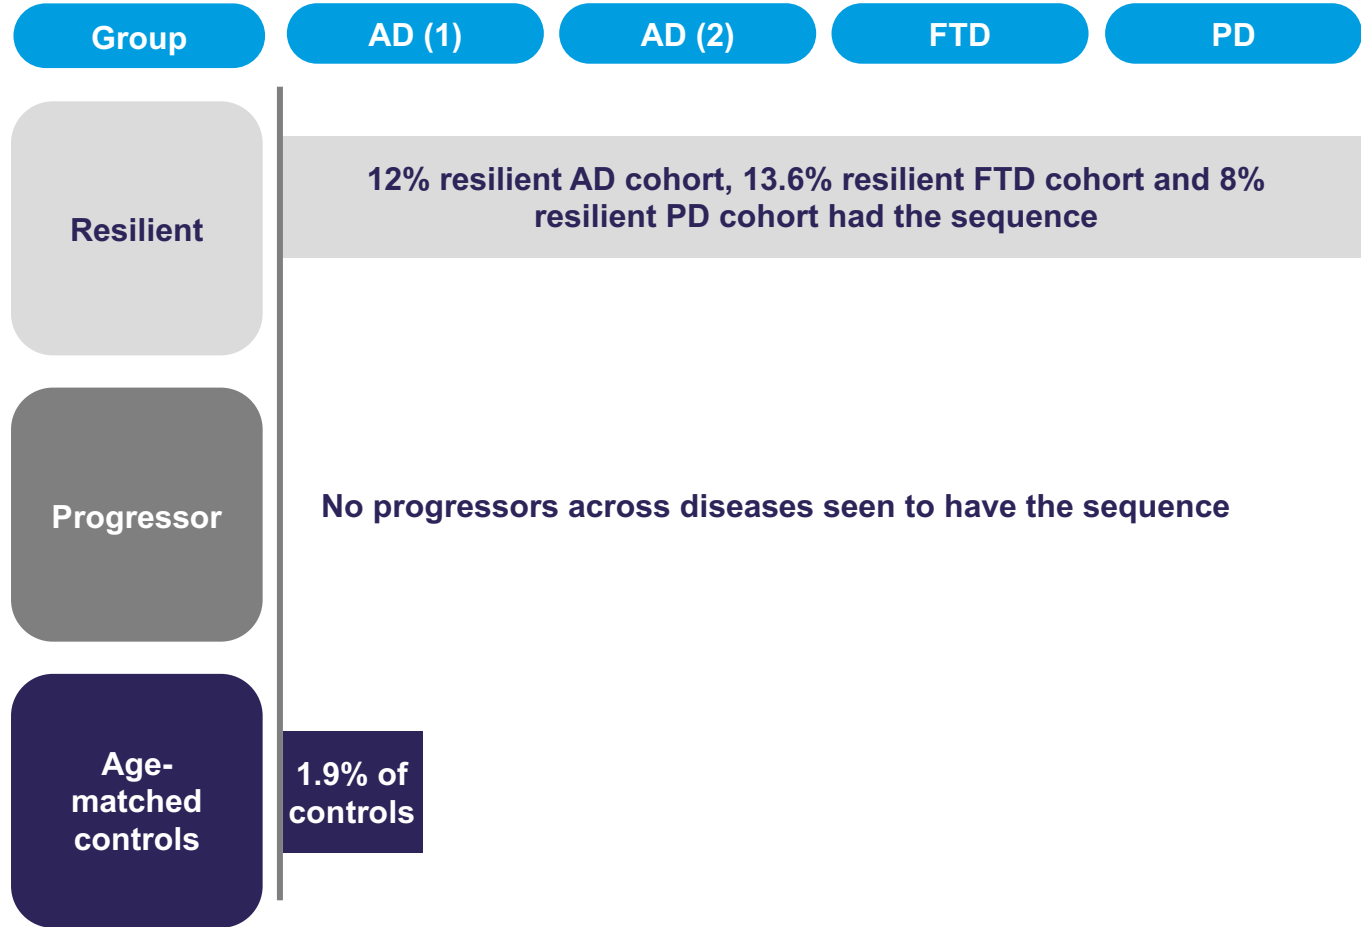 Group
AD (1)
AD (2)
FTD
PD
Resilient
12% resilient AD cohort, 13.6% resilient FTD cohort and 8%
resilient PD cohort had the sequence
Progressor
No progressors across diseases seen to have the sequence
Age-
matched
controls
1.9% of
controls